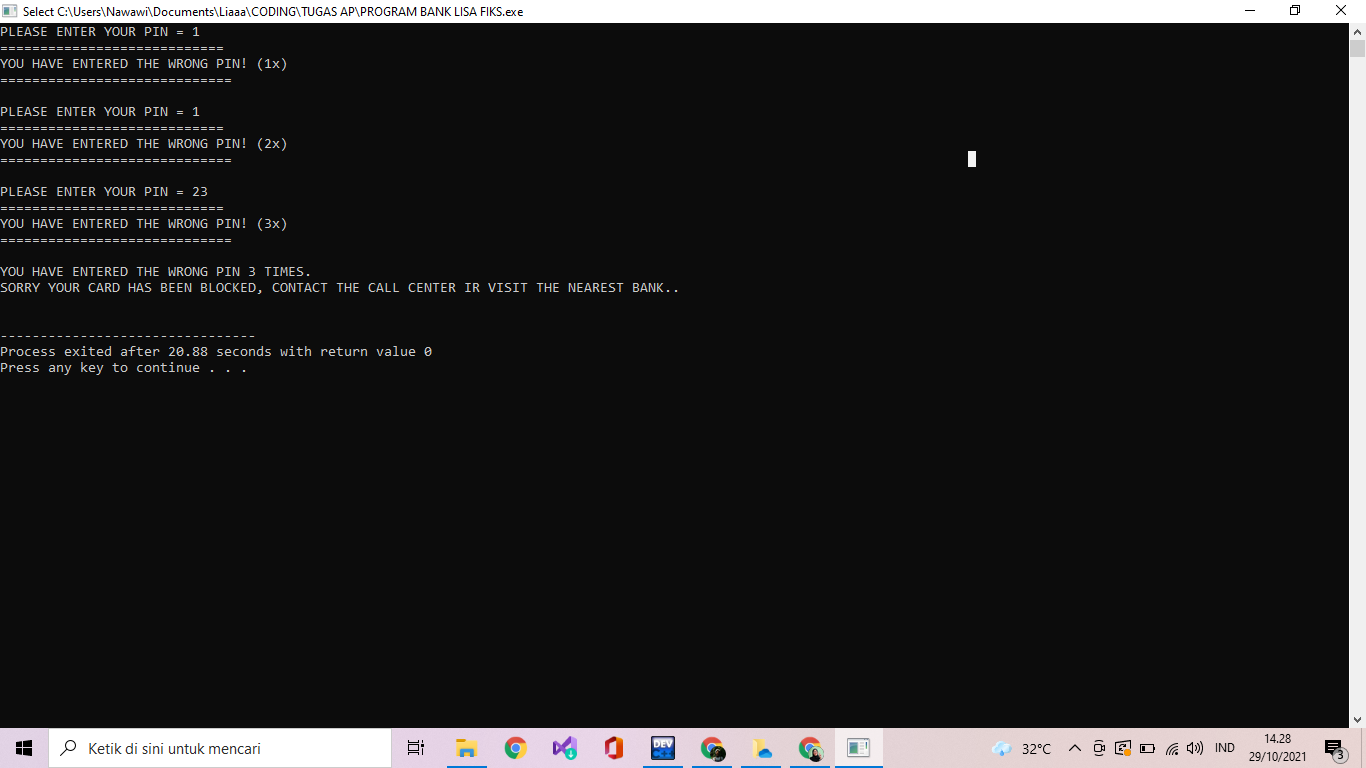 Select C:\Users\Nawawi\Documents\Liaaa\CODING\TUGAS AP\PROGRAM BANK LISA FIKS.exe
PLEASE ENTER YOUR PIN = 1
============================
YOU HAVE ENTERED THE WRONG PIN! (1x)
=============================
PLEASE ENTER YOUR PIN = 1
============================
YOU HAVE ENTERED THE WRONG PIN! (2x)
=============================
PLEASE ENTER YOUR PIN = 23
============================
YOU HAVE ENTERED THE WRONG PIN! (3x)
=============================
YOU HAVE ENTERED THE WRONG PIN 3 TIMES.
SORRY YOUR CARD HAS BEEN BLOCKED, CONTACT THE CALL CENTER IR VISIT THE NEAREST BANK..
--------------------------------
Process exited after 20.88 seconds with return value 0
Press any key to continue . . .
Ketik di sini untuk mencari
DEV
32°C
IND
14.28
29/10/2021
3